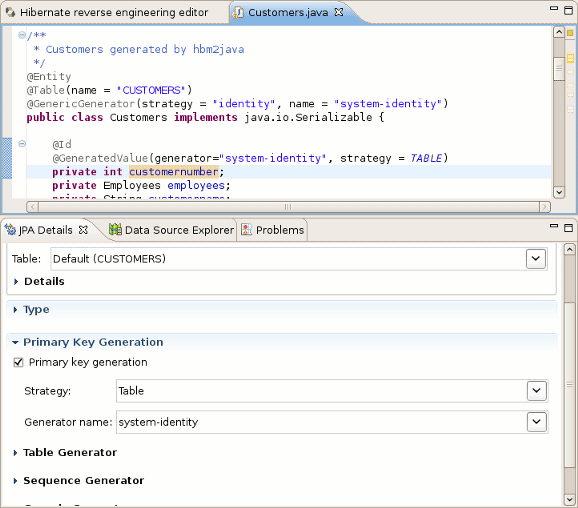 Hibernate reverse engineering editor
Customers.java
/**
 * Customers generated by hbm2java
 */
@Entity
@Table(name = "CUSTOMERS")
@GenericGenerator(strategy = "identity", name = "system-identity")
public class Customers implements java.io.Serializable {
@Id
@GeneratedValue(generator="system-identity", strategy = TABLE)
private int customernumber;
private Employees employees;
private String customername;
JPA Details
Data Source Explorer
Problems
Table: Default (CUSTOMERS)
Details
Type
Primary Key Generation
Primary key generation
Strategy: Table
Generator name: system-identity
Table Generator
Sequence Generator